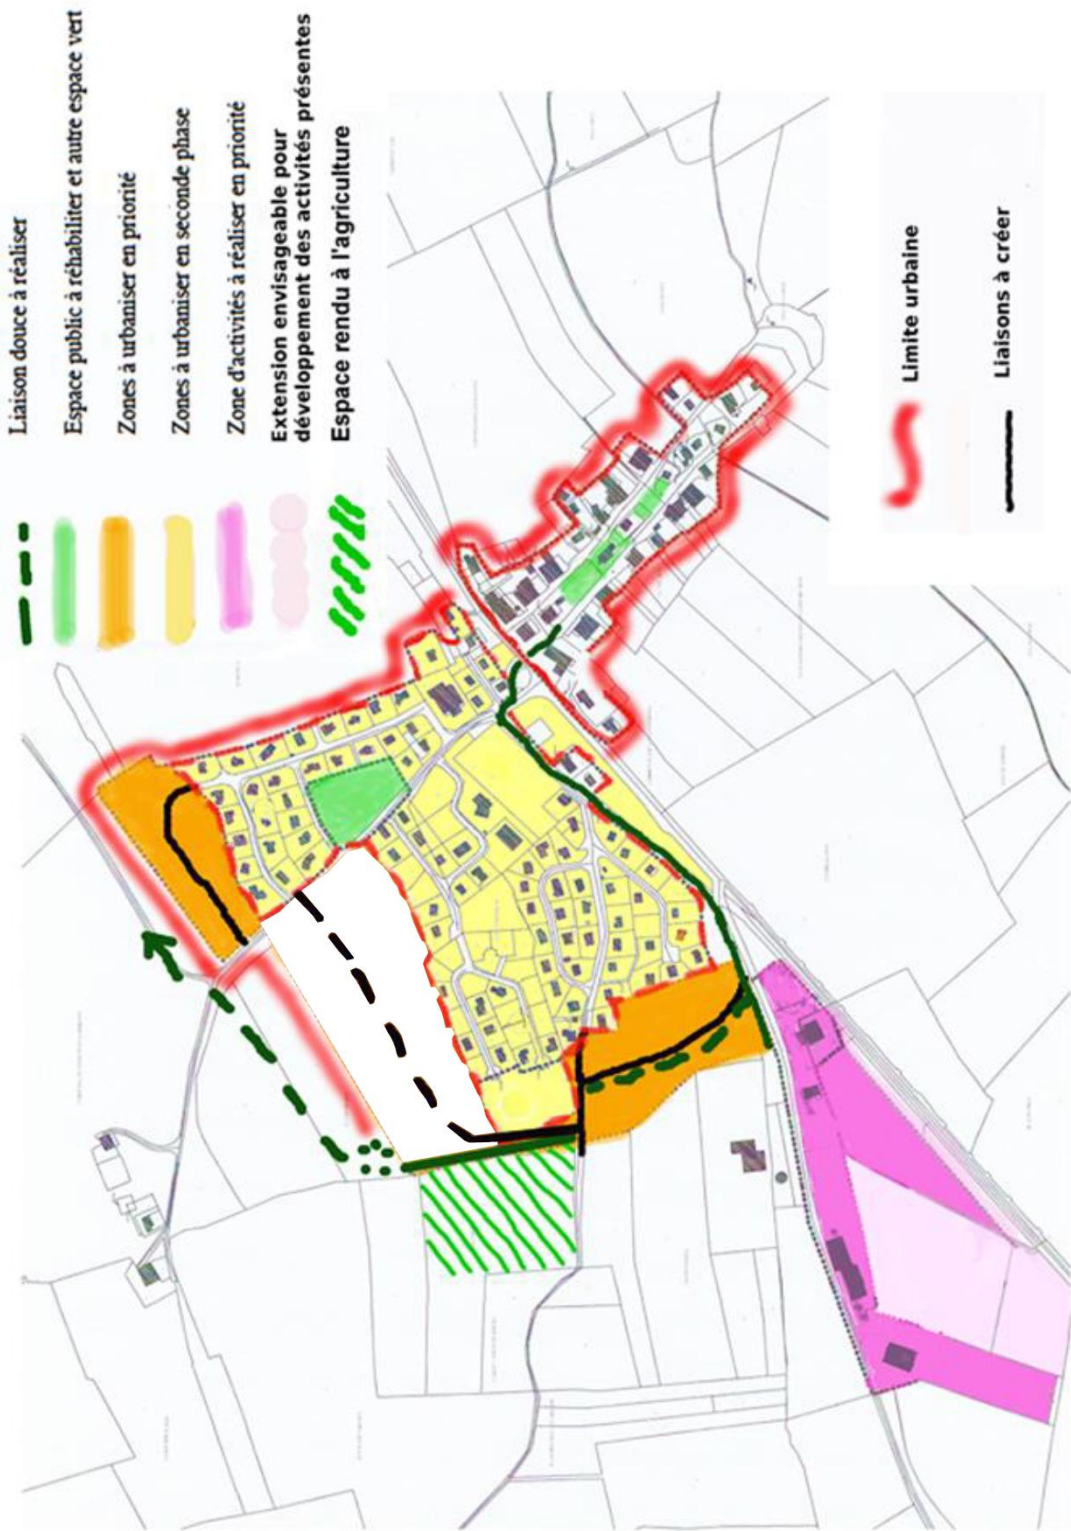 Liaison douce à réaliser
Espace public à réhabiliter et autre espace vert
Zones à urbaniser en priorité
Zones à urbaniser en seconde phase
Zone d'activités à réaliser en priorité
Extension envisageable pour
développement des activités présentes
Espace rendu à l'agriculture
Limite urbaine
Liaisons à créer